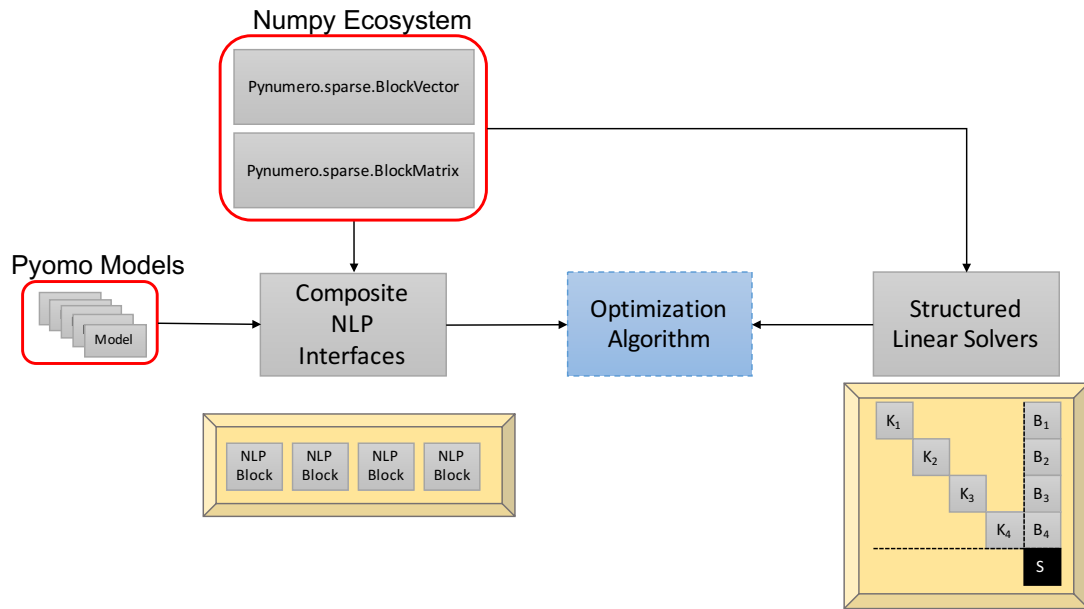 Numpy Ecosystem
Pynumero.sparse.BlockVector
Pynumero.sparse.BlockMatrix
Pyomo Models
Model
Composite
NLP
Interfaces
Optimization
Algorithm
Structured
Linear Solvers
NLP
Block
NLP
Block
NLP
Block
NLP
Block
K₁
B₁
K₂
B₂
K₃
B₃
K₄
B₄
S